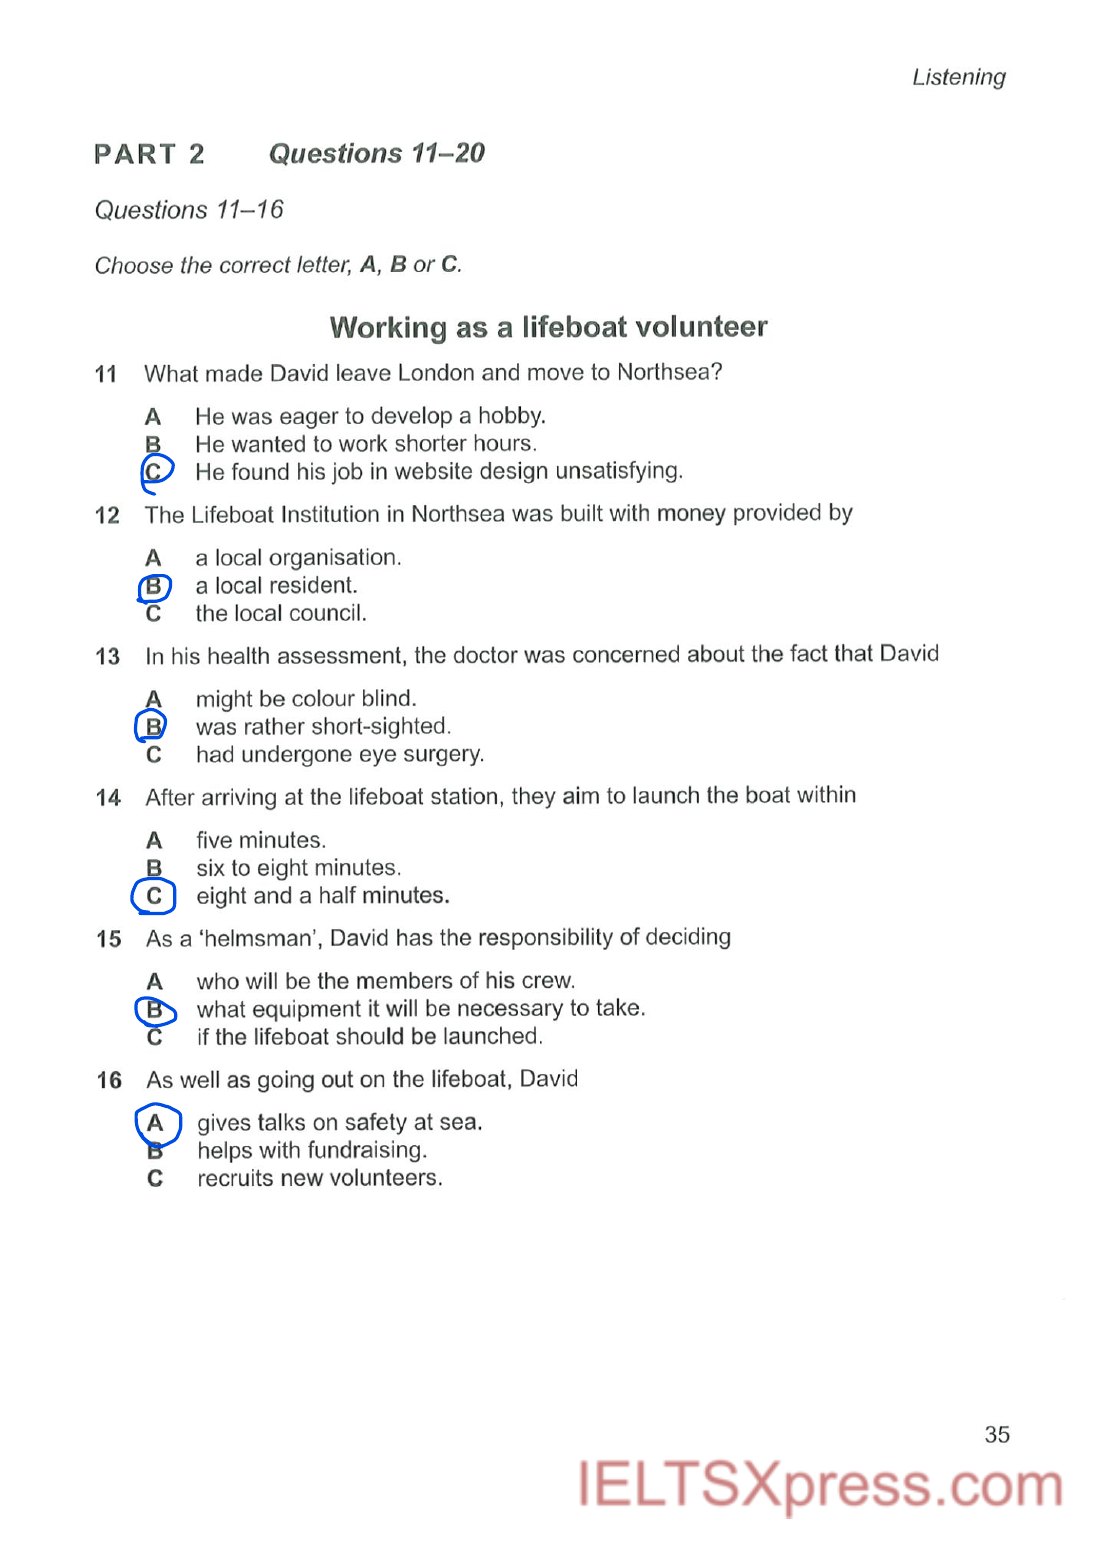 Listening
PART 2 Questions 11–20
Questions 11–16
Choose the correct letter, A, B or C.
Working as a lifeboat volunteer
11 What made David leave London and move to Northsea?
A He was eager to develop a hobby.
B He wanted to work shorter hours.
C He found his job in website design unsatisfying.
12 The Lifeboat Institution in Northsea was built with money provided by
A a local organisation.
B a local resident.
C the local council.
13 In his health assessment, the doctor was concerned about the fact that David
A might be colour blind.
B was rather short-sighted.
C had undergone eye surgery.
14 After arriving at the lifeboat station, they aim to launch the boat within
A five minutes.
B six to eight minutes.
C eight and a half minutes.
15 As a ‘helmsman’, David has the responsibility of deciding
A who will be the members of his crew.
B what equipment it will be necessary to take.
C if the lifeboat should be launched.
16 As well as going out on the lifeboat, David
A gives talks on safety at sea.
B helps with fundraising.
C recruits new volunteers.
35
IELTSXpress.com